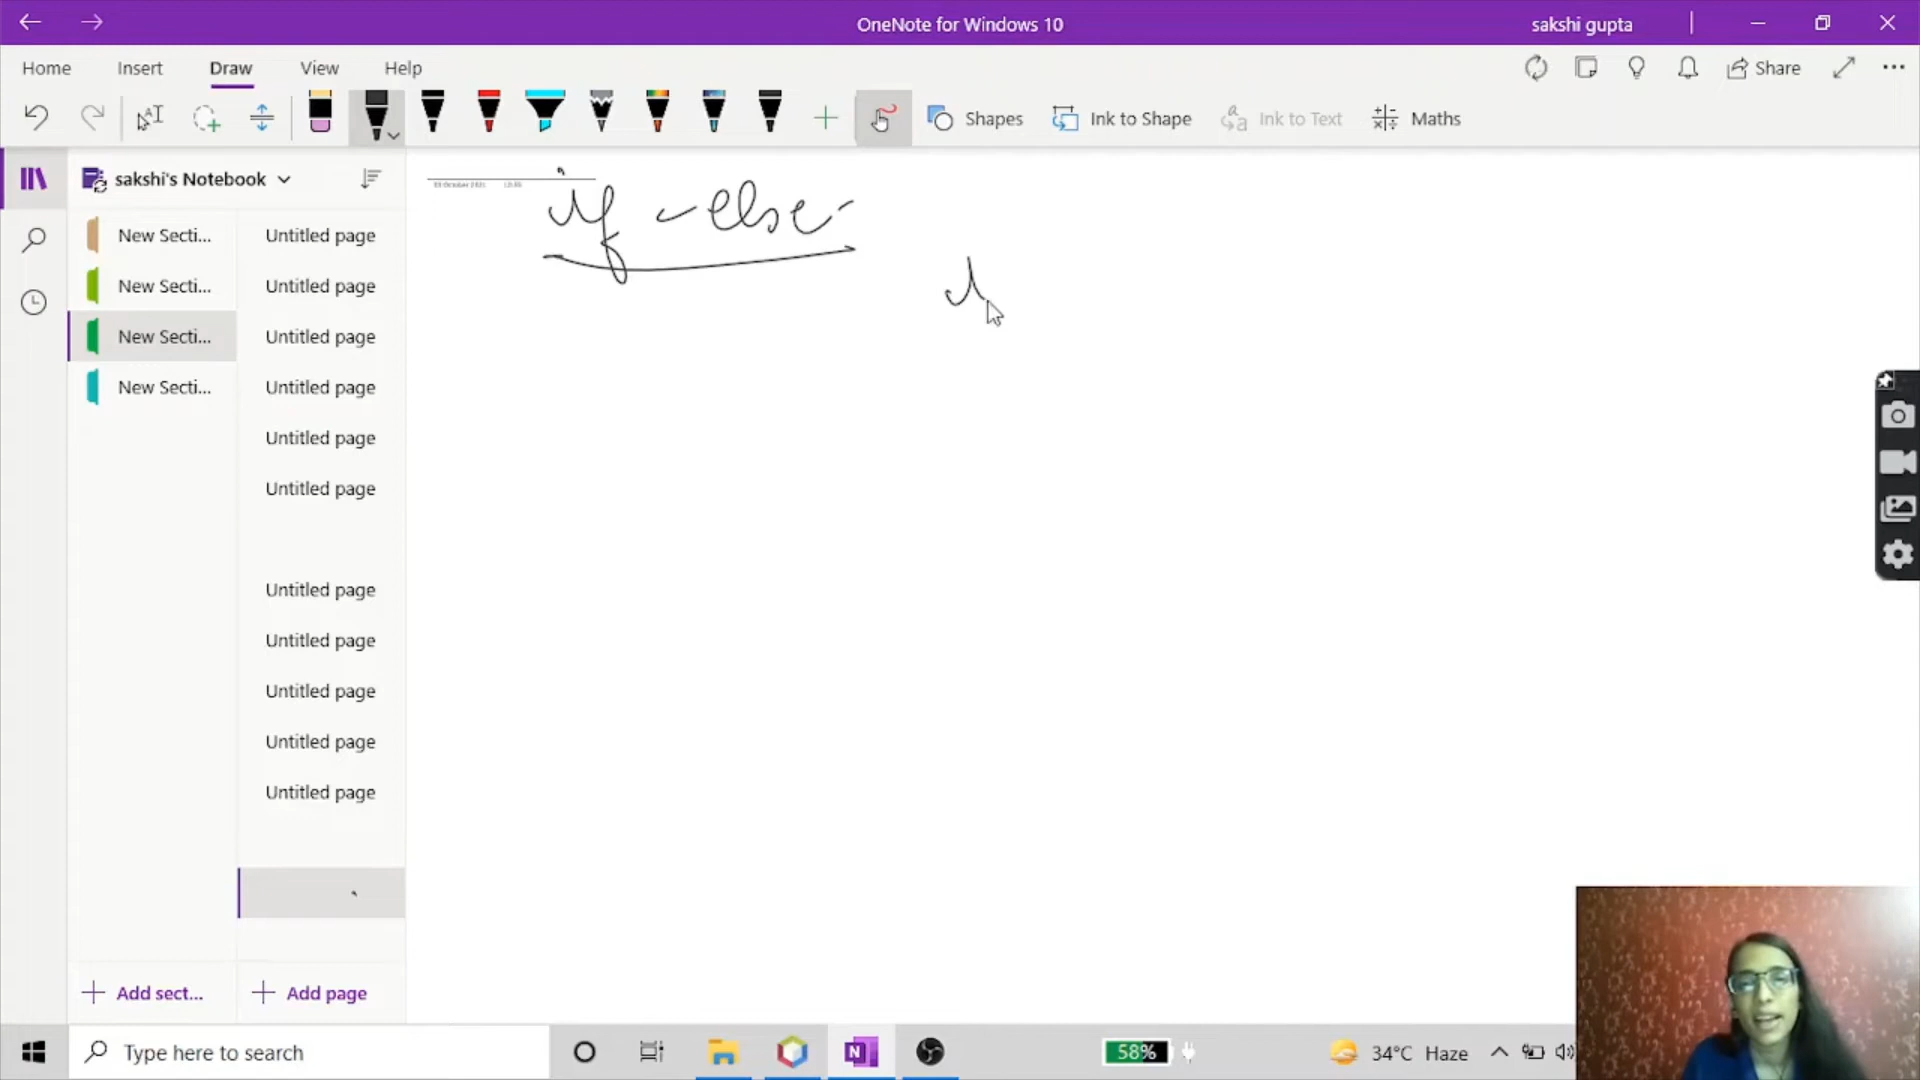 OneNote for Windows 10
sakshi gupta
Home Insert Draw View Help
Share
Shapes Ink to Shape Ink to Text Maths
sakshi's Notebook
New Secti... Untitled page
New Secti... Untitled page
New Secti... Untitled page
New Secti... Untitled page
Untitled page
Untitled page
Untitled page
Untitled page
Untitled page
Untitled page
Untitled page
Add sect... Add page
if - else
Type here to search
58%
34°C Haze